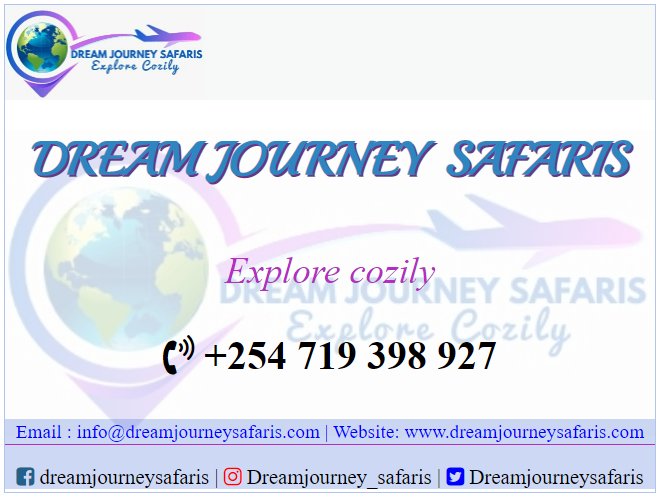 DREAM JOURNEY SAFARIS
Explore Cozily
DREAM JOURNEY SAFARIS
Explore cozily
DREAM JOURNEY SAFARIS
Explore Cozily
+254 719 398 927
Email : info@dreamjourneysafaris.com | Website: www.dreamjourneysafaris.com
dreamjourneysafaris | Dreamjourney_safaris | Dreamjourneysafaris